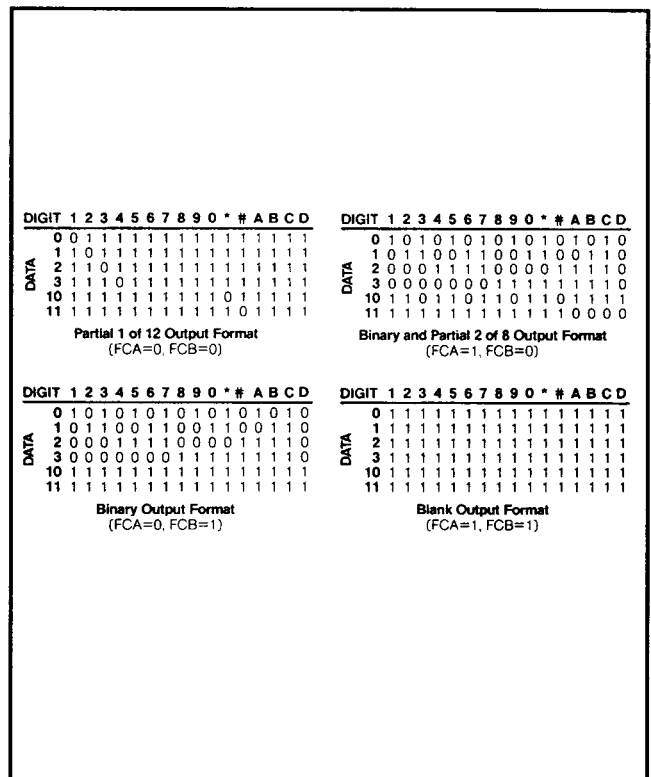 DIGIT 1 2 3 4 5 6 7 8 9 0 * # A B C D
DATA
0 0 1 1 1 1 1 1 1 1 1 1 1 1 1 1 1
1 1 0 1 1 1 1 1 1 1 1 1 1 1 1 1 1
2 1 1 0 1 1 1 1 1 1 1 1 1 1 1 1 1
3 1 1 1 0 1 1 1 1 1 1 1 1 1 1 1 1
10 1 1 1 1 1 1 1 1 1 1 0 1 1 1 1 1
11 1 1 1 1 1 1 1 1 1 1 1 0 1 1 1 1
Partial 1 of 12 Output Format
(FCA=0, FCB=0)
DIGIT 1 2 3 4 5 6 7 8 9 0 * # A B C D
DATA
0 1 0 1 0 1 0 1 0 1 0 1 0 1 0 1 0
1 0 1 1 0 0 1 1 0 0 1 1 0 0 1 1 0
2 0 0 0 1 1 1 1 0 0 0 0 1 1 1 1 0
3 0 0 0 0 0 0 0 1 1 1 1 1 1 1 1 0
10 1 1 0 1 1 0 1 1 0 1 1 0 1 1 1 1
11 1 1 1 1 1 1 1 1 1 1 1 1 0 0 0 0
Binary and Partial 2 of 8 Output Format
(FCA=1, FCB=0)
DIGIT 1 2 3 4 5 6 7 8 9 0 * # A B C D
DATA
0 1 0 1 0 1 0 1 0 1 0 1 0 1 0 1 0
1 0 1 1 0 0 1 1 0 0 1 1 0 0 1 1 0
2 0 0 0 1 1 1 1 0 0 0 0 1 1 1 1 0
3 0 0 0 0 0 0 0 1 1 1 1 1 1 1 1 0
10 1 1 1 1 1 1 1 1 1 1 1 1 1 1 1 1
11 1 1 1 1 1 1 1 1 1 1 1 1 1 1 1 1
Binary Output Format
(FCA=0, FCB=1)
DIGIT 1 2 3 4 5 6 7 8 9 0 * # A B C D
DATA
0 1 1 1 1 1 1 1 1 1 1 1 1 1 1 1 1
1 1 1 1 1 1 1 1 1 1 1 1 1 1 1 1 1
2 1 1 1 1 1 1 1 1 1 1 1 1 1 1 1 1
3 1 1 1 1 1 1 1 1 1 1 1 1 1 1 1 1
10 1 1 1 1 1 1 1 1 1 1 1 1 1 1 1 1
11 1 1 1 1 1 1 1 1 1 1 1 1 1 1 1 1
Blank Output Format
(FCA=1, FCB=1)